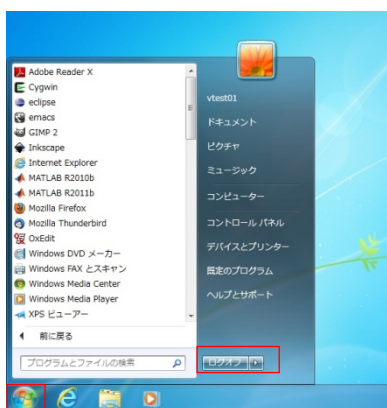 Adobe Reader X
Cygwin
eclipse
emacs
GIMP 2
Inkscape
Internet Explorer
MATLAB R2010b
MATLAB R2011b
Mozilla Firefox
Mozilla Thunderbird
OxEdit
Windows DVD メーカー
Windows FAX とスキャン
Windows Media Center
Windows Media Player
XPS ビューアー
前に戻る
プログラムとファイルの検索
vtest01
ドキュメント
ピクチャ
ミュージック
コンピューター
コントロール パネル
デバイスとプリンター
既定のプログラム
ヘルプとサポート
ログオフ